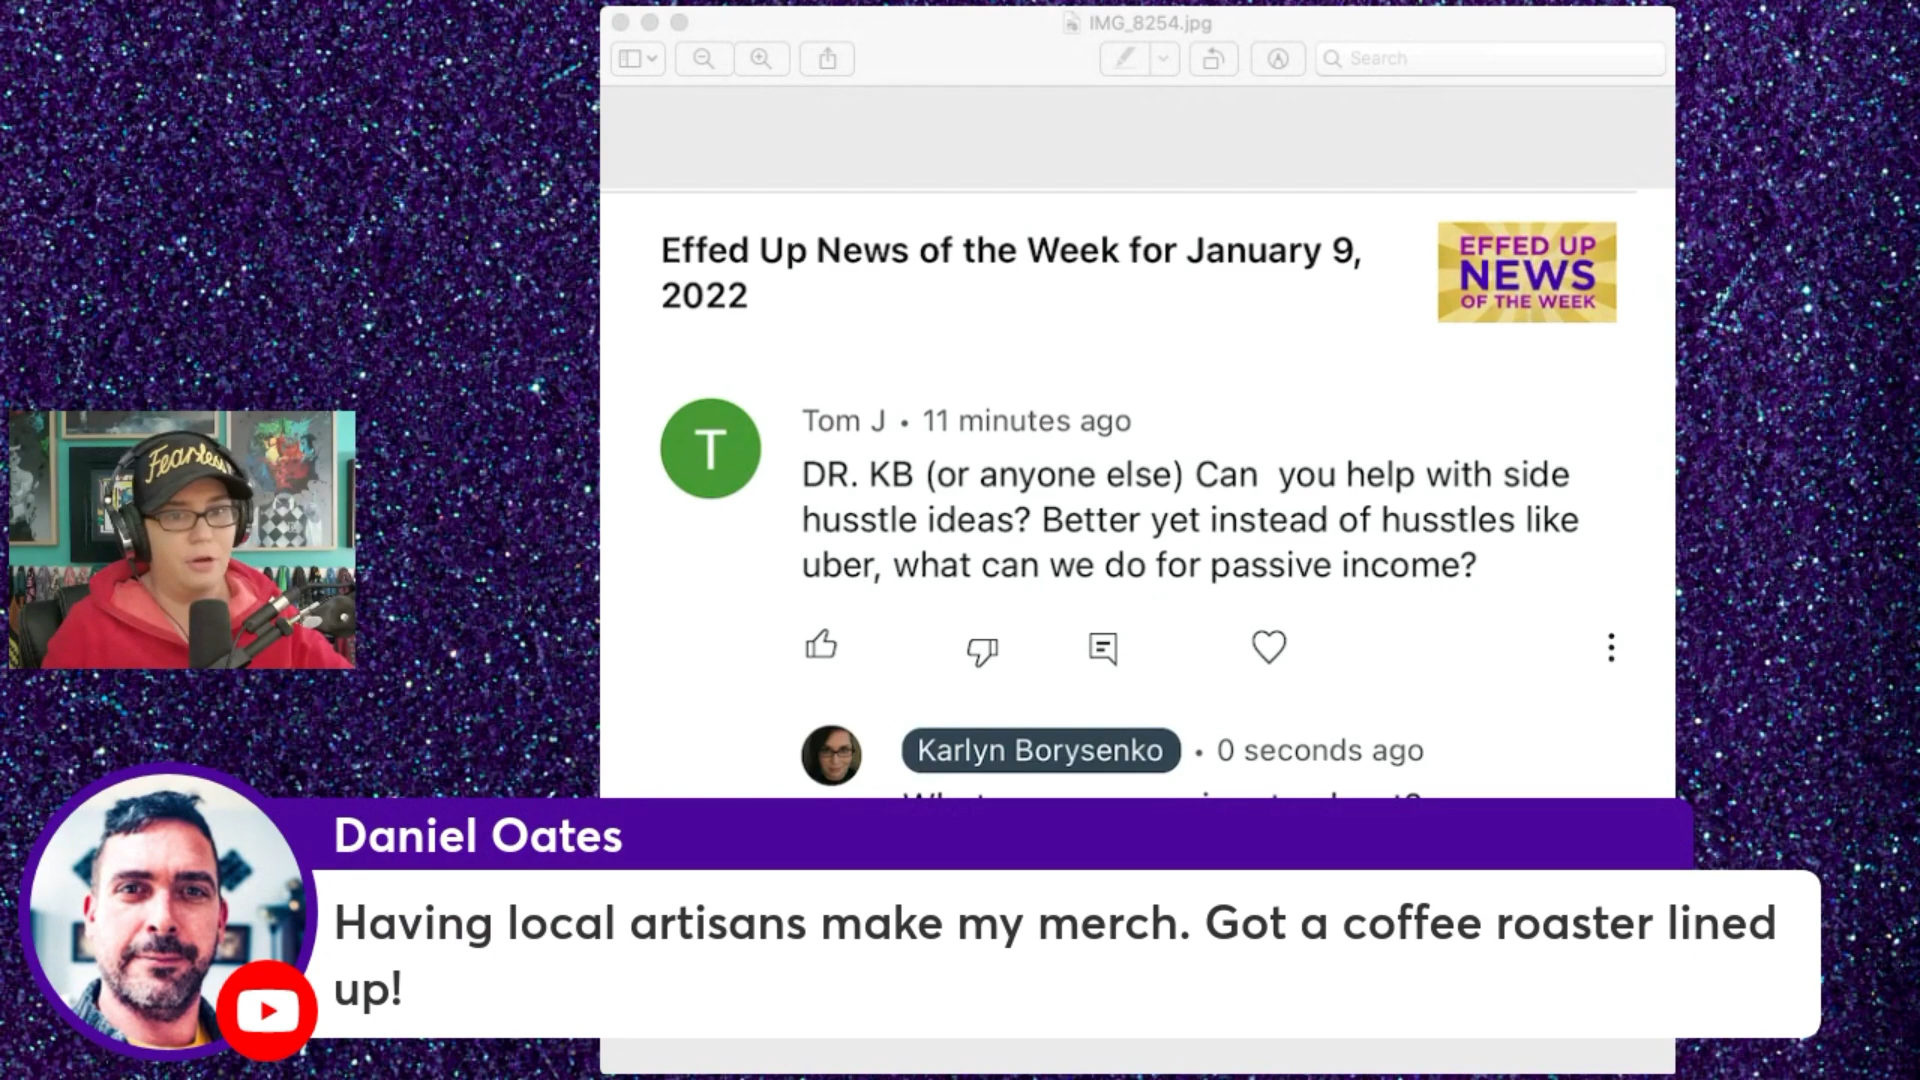 IMG_8254.jpg
Search
Effed Up News of the Week for January 9,
2022
EFFED UP
NEWS
OF THE WEEK
T
Tom J • 11 minutes ago
DR. KB (or anyone else) Can you help with side
husstle ideas? Better yet instead of husstles like
uber, what can we do for passive income?
Fearless
Karlyn Borysenko • 0 seconds ago
Daniel Oates
Having local artisans make my merch. Got a coffee roaster lined
up!